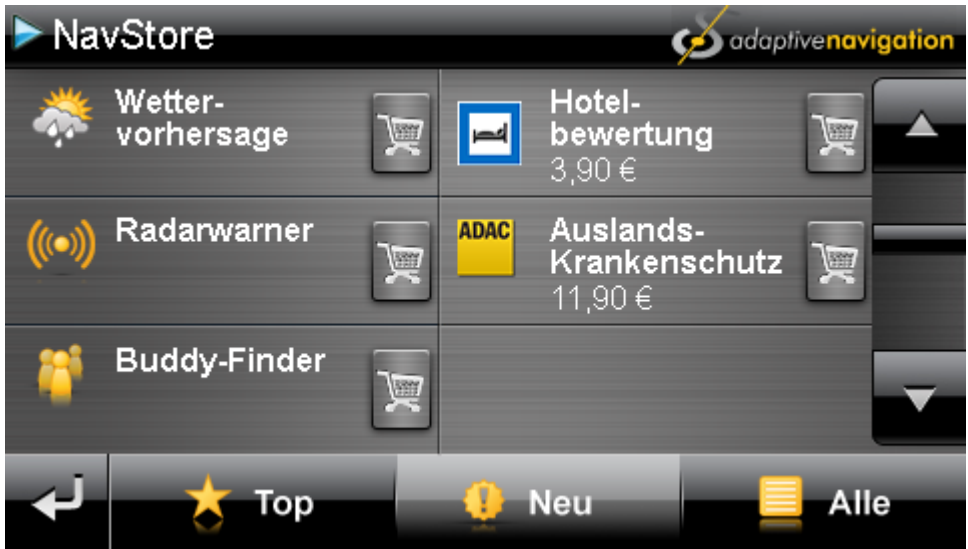 NavStore
adaptivenavigation
Wetter-
vorhersage
Hotel-
bewertung
3,90 €
Radarwarner
ADAC
Auslands-
Krankenschutz
11,90 €
Buddy-Finder
Top
Neu
Alle